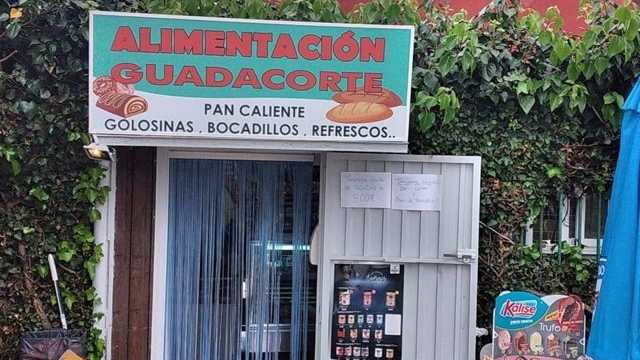 ALIMENTACIÓN
GUADACORTE
PAN CALIENTE
GOLOSINAS , BOCADILLOS , REFRESCOS..
Kalise
Trufo